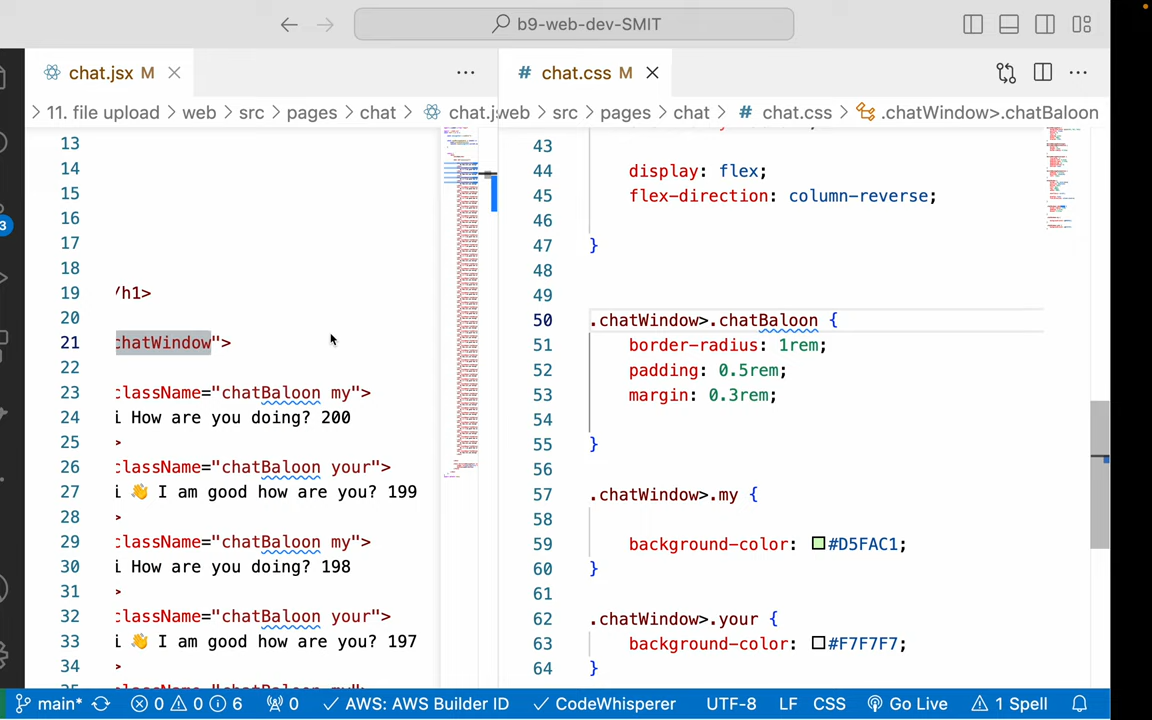 b9-web-dev-SMIT
chat.jsx M
chat.css M
11. file upload > web > src > pages > chat > chat.j
web > src > pages > chat > # chat.css > .chatWindow>.chatBaloon
13
14
15
16
17
18
19 /h1>
20
21 chatWindow">
22
23 className="chatBaloon my">
24 i How are you doing? 200
25 >
26 className="chatBaloon your">
27 i 👋 I am good how are you? 199
28 >
29 className="chatBaloon my">
30 i How are you doing? 198
31 >
32 className="chatBaloon your">
33 i 👋 I am good how are you? 197
34 >
43
44 display: flex;
45 flex-direction: column-reverse;
46
47 }
48
49
50 .chatWindow>.chatBaloon {
51 border-radius: 1rem;
52 padding: 0.5rem;
53 margin: 0.3rem;
54
55 }
56
57 .chatWindow>.my {
58
59 background-color: #D5FAC1;
60 }
61
62 .chatWindow>.your {
63 background-color: #F7F7F7;
64 }
3
main* 0 0 6 0 AWS: AWS Builder ID CodeWhisperer UTF-8 LF CSS Go Live 1 Spell